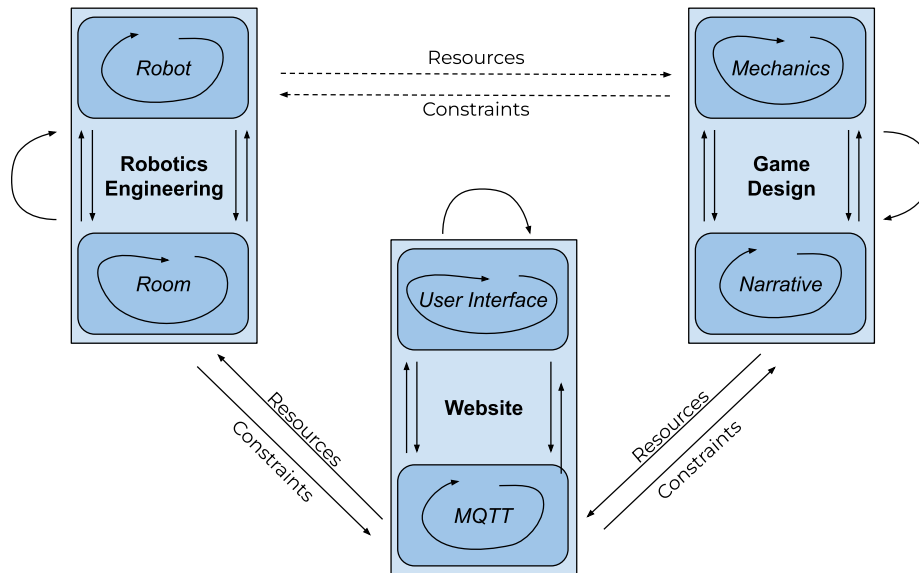 Robot
Robotics
Engineering
Room
Resources
Constraints
Mechanics
Game
Design
Narrative
User Interface
Website
MQTT
Resources
Constraints
Resources
Constraints